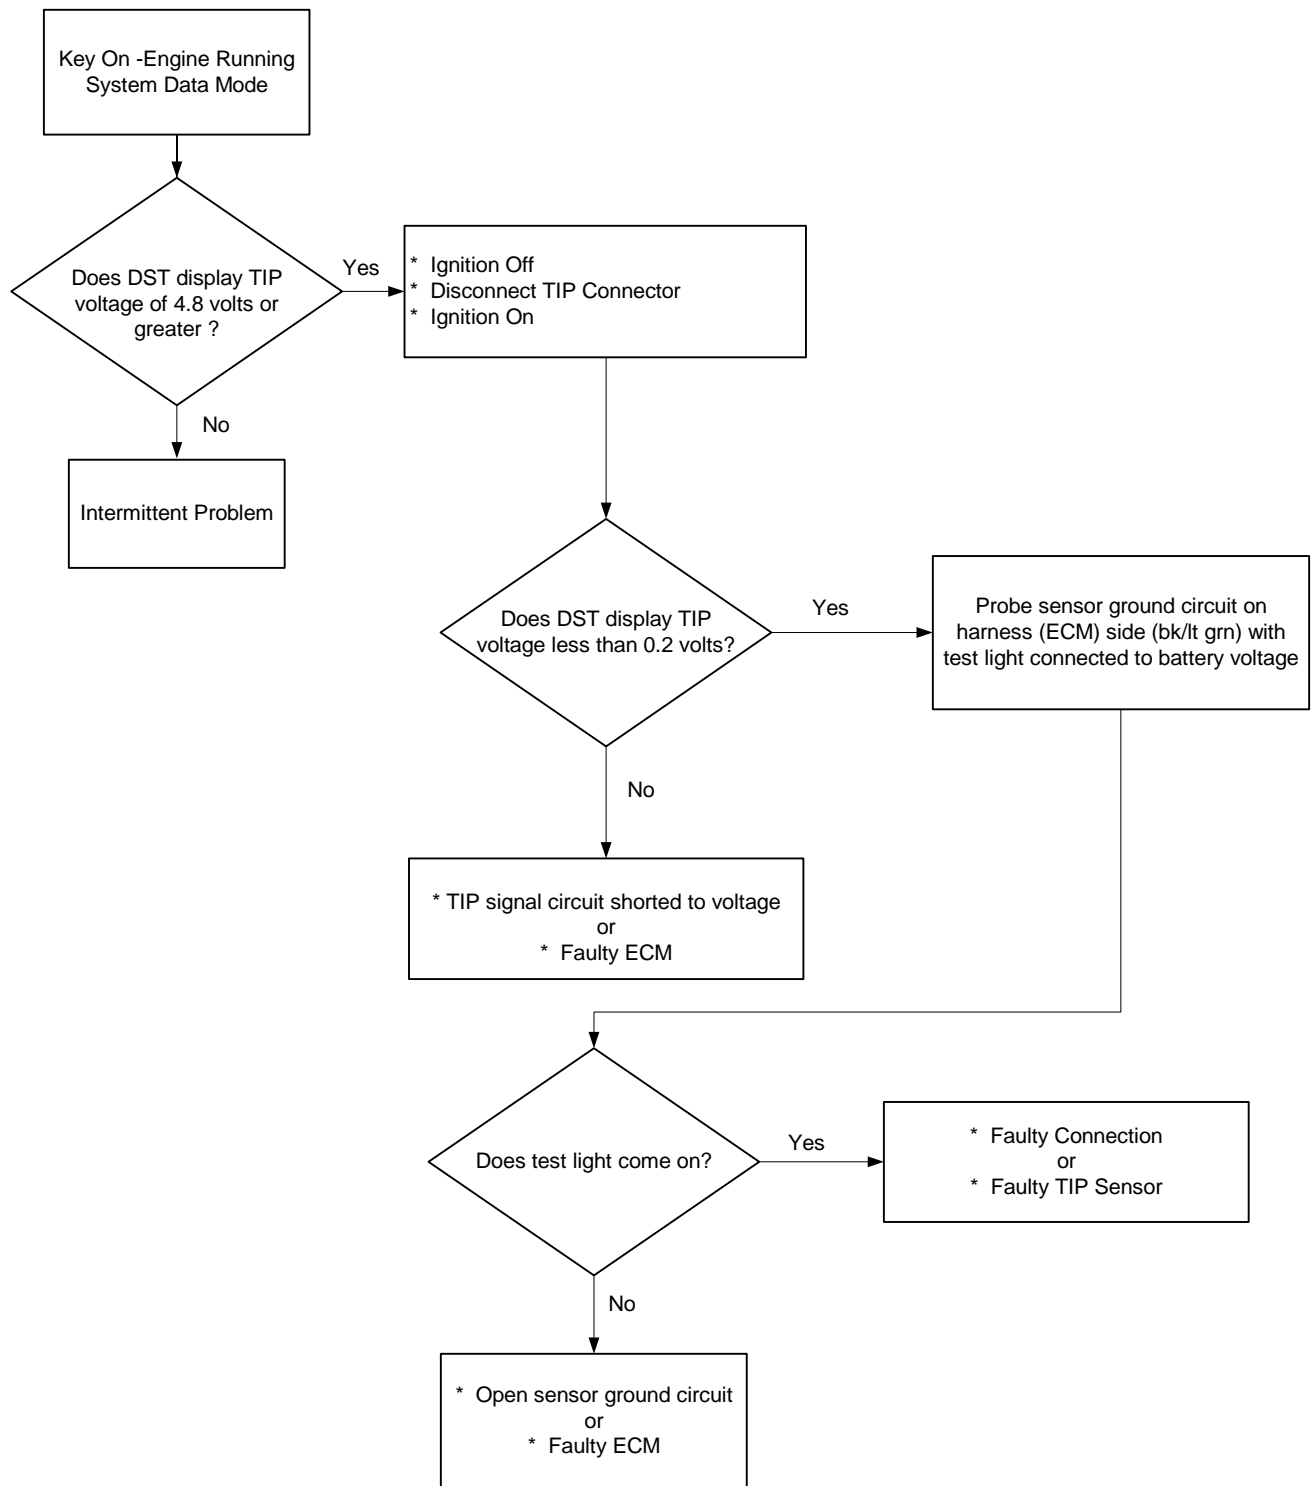 Key On -Engine Running
System Data Mode
Does DST display TIP
voltage of 4.8 volts or
greater ?
Yes
* Ignition Off
* Disconnect TIP Connector
* Ignition On
No
Intermittent Problem
Does DST display TIP
voltage less than 0.2 volts?
Yes
Probe sensor ground circuit on
harness (ECM) side (bk/lt grn) with
test light connected to battery voltage
No
* TIP signal circuit shorted to voltage
or
* Faulty ECM
Does test light come on?
Yes
* Faulty Connection
or
* Faulty TIP Sensor
No
* Open sensor ground circuit
or
* Faulty ECM